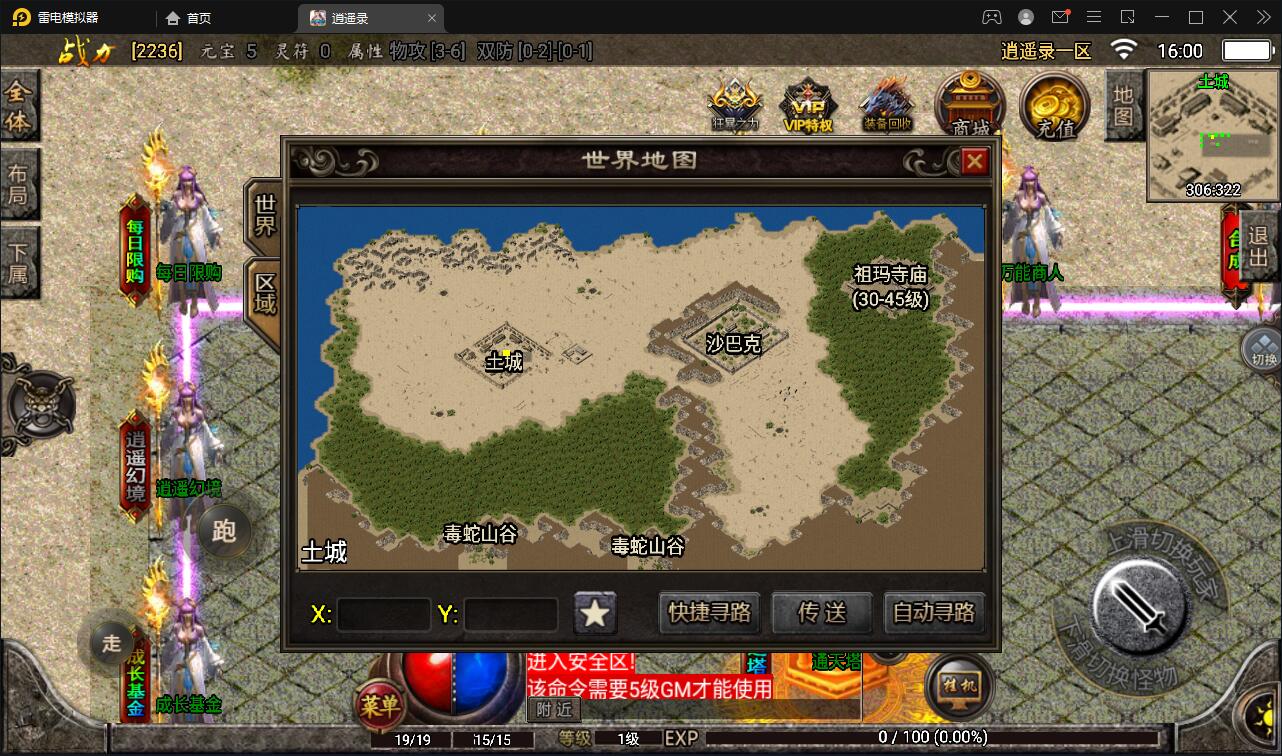 雷电模拟器
首页
逍遥录
战力 [2236] 元宝 5 灵符 0 属性 物攻 [3-6] 双防 [0-2]-[0-1]
逍遥录一区
16:00
全体
布局
下属
狂暴之力
VIP
VIP特权
装备回收
商城
充值
地图
土城
306:322
世界地图
世界
区域
每日限购
每日限购
万能商人
合成
退出
切换
祖玛寺庙
(30-45级)
沙巴克
土城
毒蛇山谷
毒蛇山谷
土城
逍遥幻境
逍遥幻境
跑
走
X:
Y:
快捷寻路
传送
自动寻路
上滑切换玩家
下滑切换怪物
成长基金
成长基金
进入安全区!
该命令需要5级GM才能使用
附近
塔
通天塔
挂机
菜单
19/19
15/15
等级
1级
EXP
0 / 100 (0.00%)